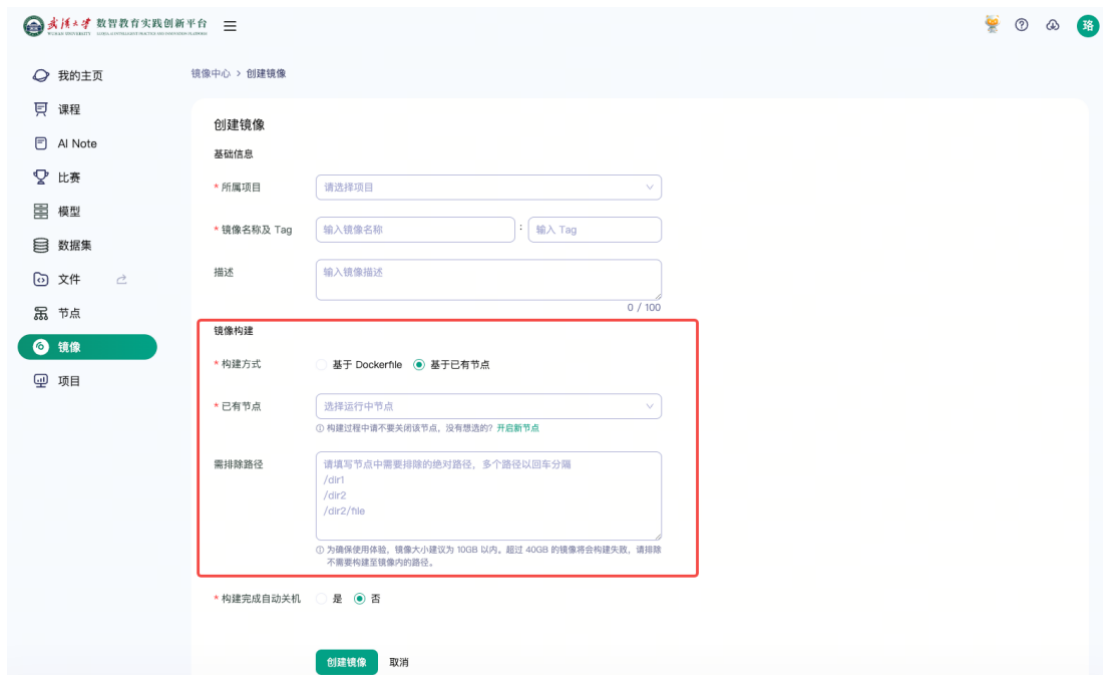 武汉大学 数智教育实践创新平台
珞
我的主页
镜像中心 > 创建镜像
课程
AI Note
比赛
模型
数据集
文件
节点
镜像
项目
创建镜像
基础信息
* 所属项目 请选择项目
* 镜像名称及 Tag 输入镜像名称 : 输入 Tag
描述 输入镜像描述
0 / 100
镜像构建
* 构建方式 基于 Dockerfile 基于已有节点
* 已有节点 选择运行中节点
构建过程中请不要关闭该节点，没有想选的？开启新节点
需排除路径 请填写节点中需要排除的绝对路径，多个路径以回车分隔
/dir1
/dir2
/dir2/file
为确保使用体验，镜像大小建议为 10GB 以内。超过 40GB 的镜像将会构建失败，请排除
不需要构建至镜像内的路径。
* 构建完成自动关机 是 否
创建镜像 取消